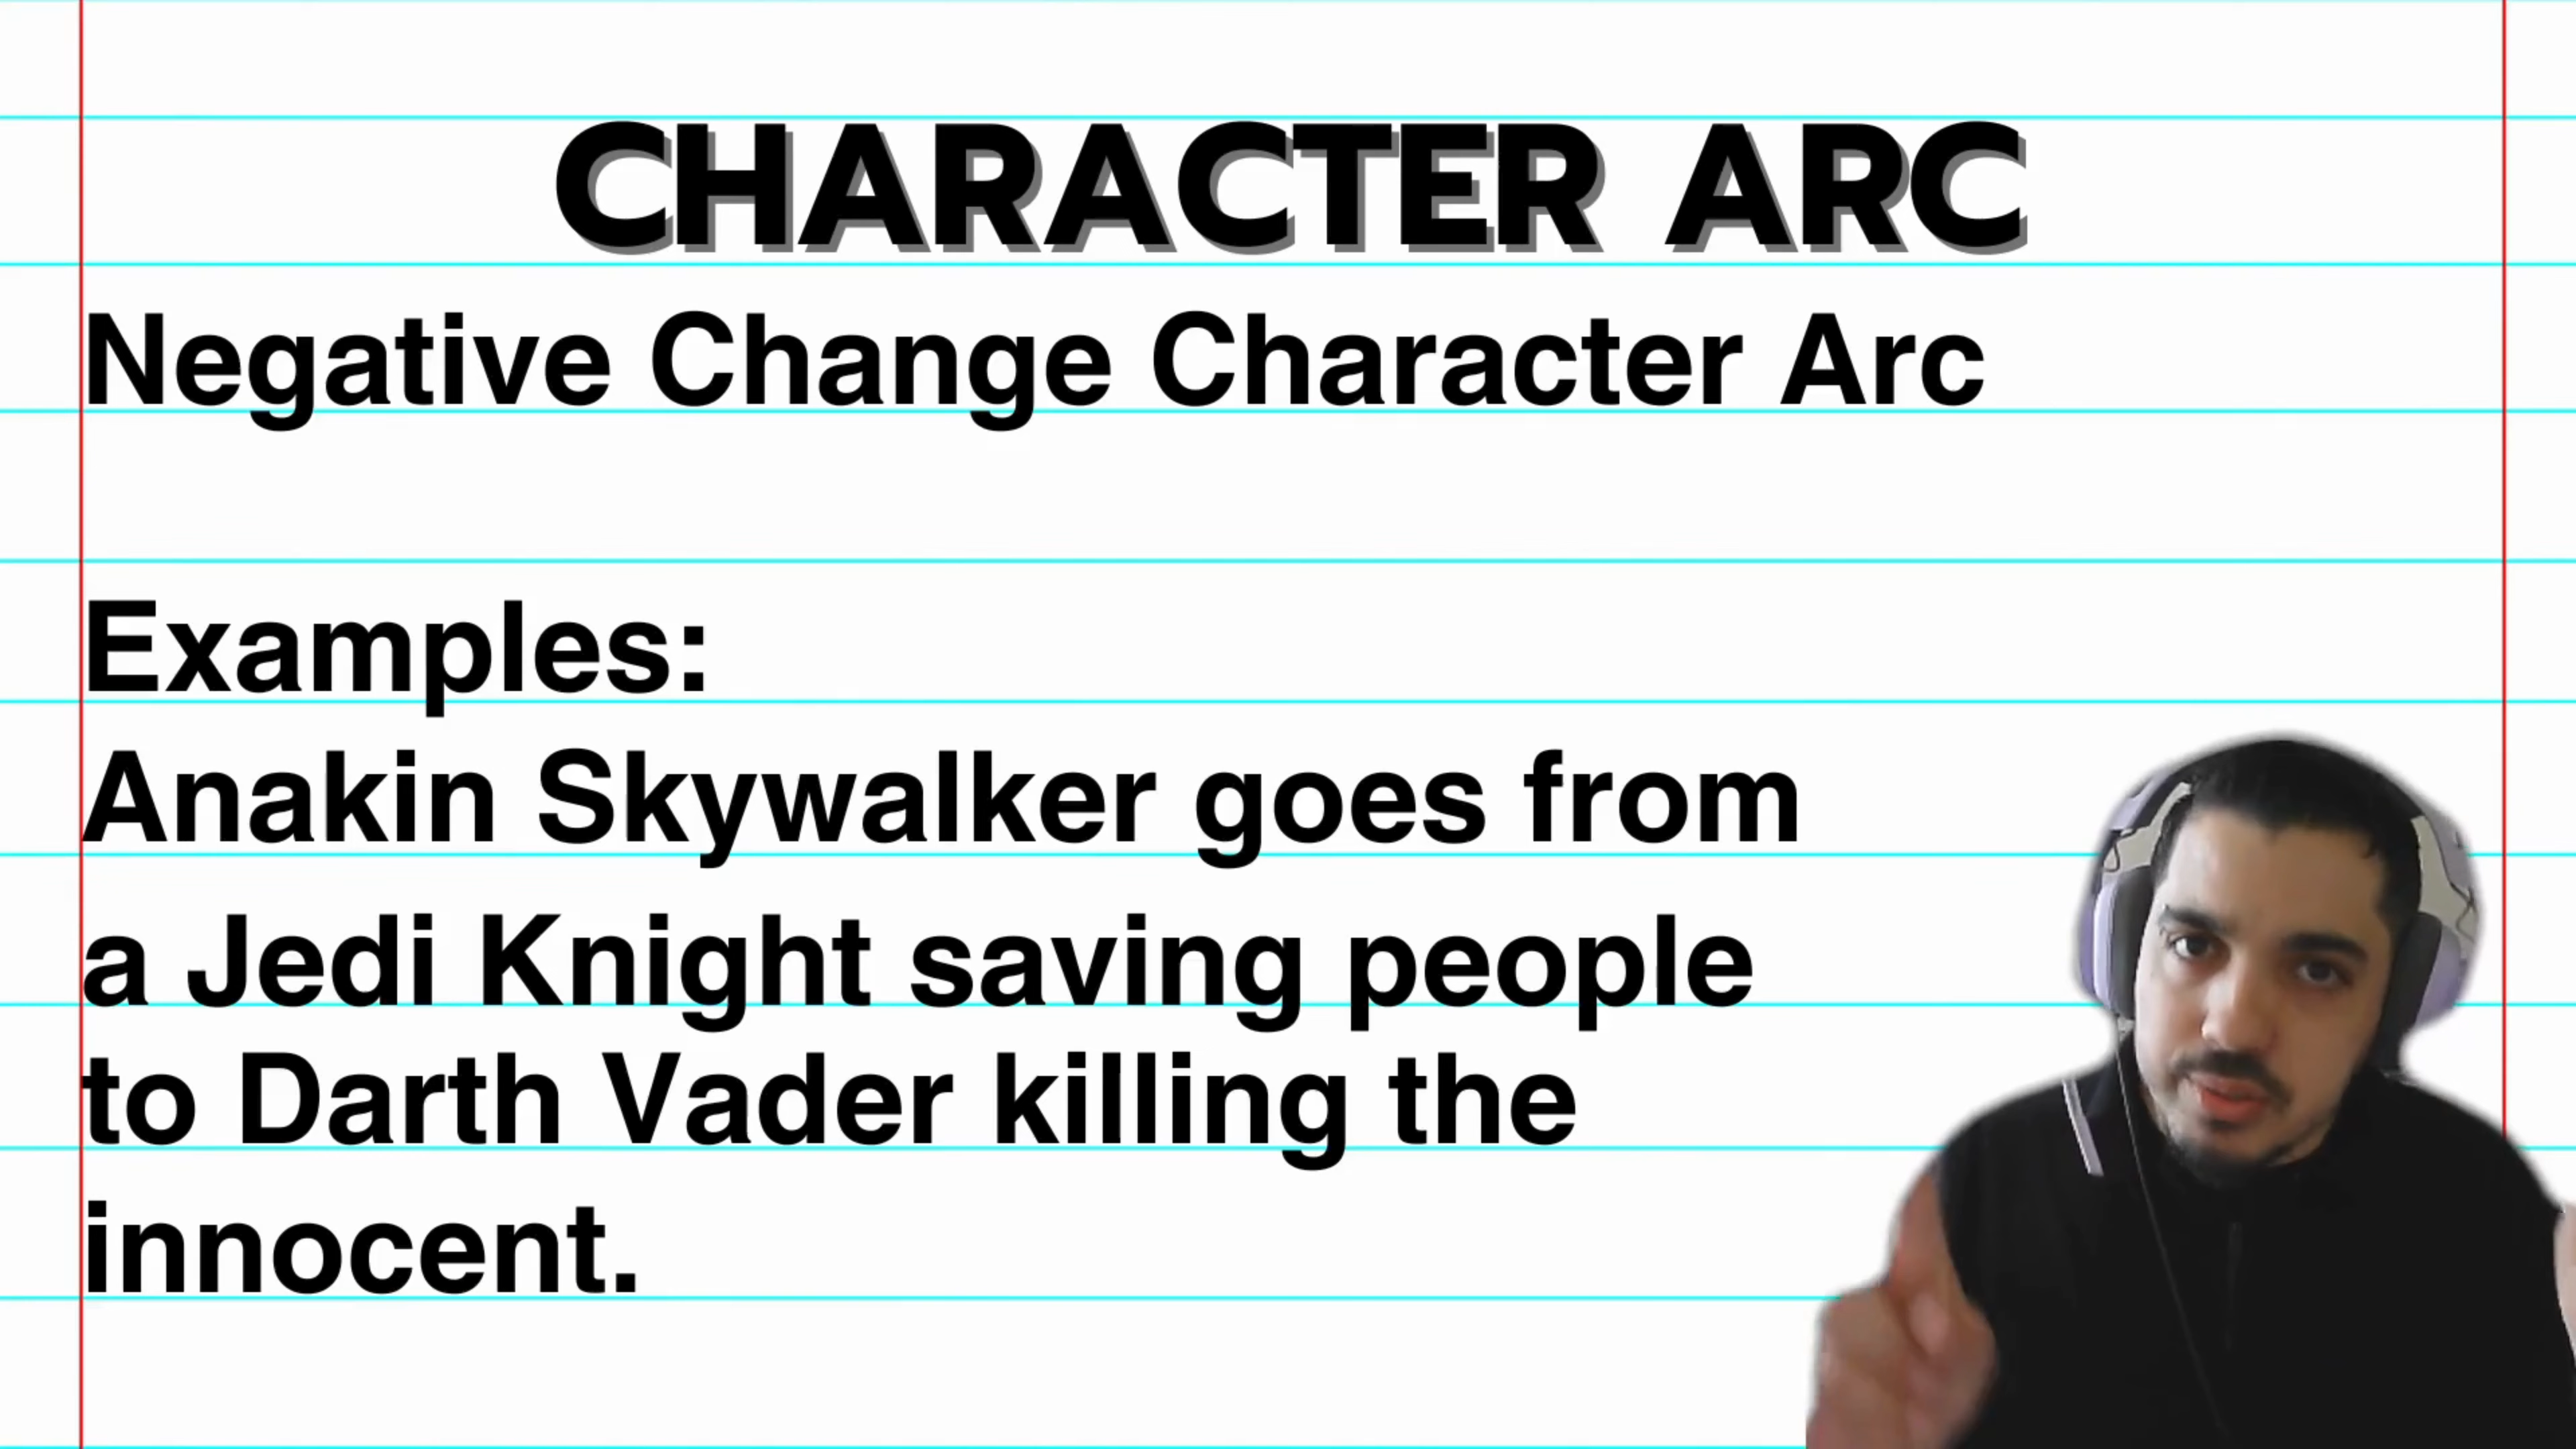 CHARACTER ARC
Negative Change Character Arc
Examples:
Anakin Skywalker goes from
a Jedi Knight saving people
to Darth Vader killing the
innocent.